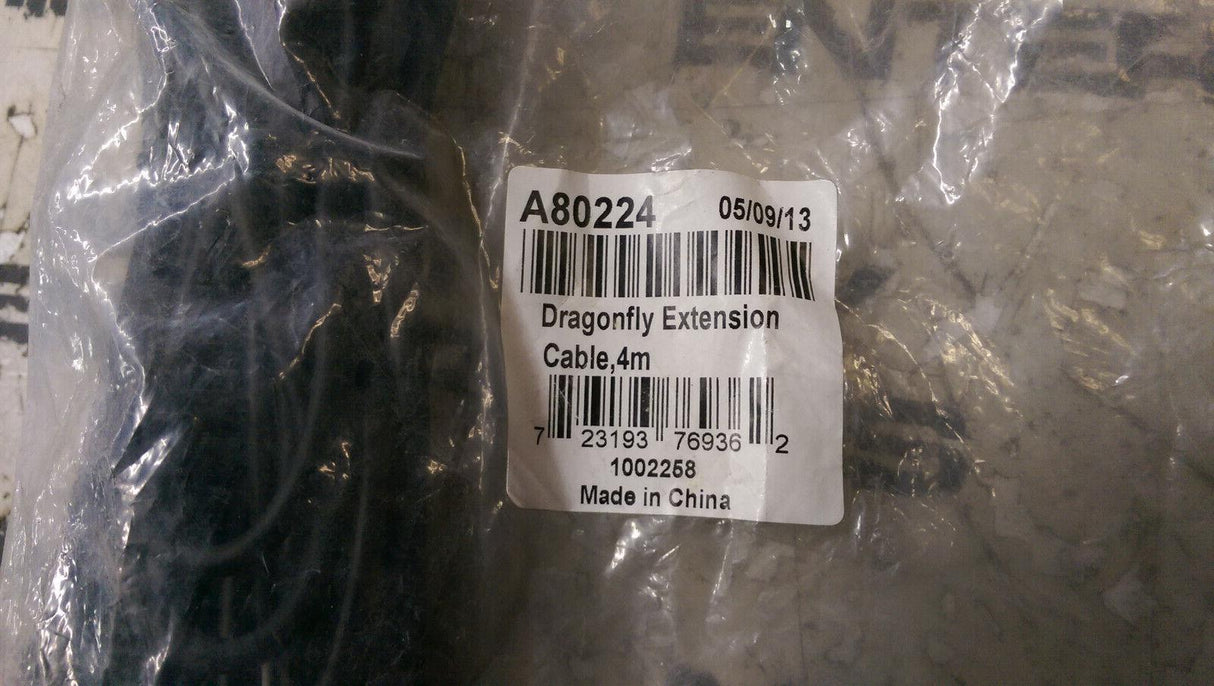 A80224 05/09/13
Dragonfly Extension
Cable,4m
7 23193 76936 2
1002258
Made in China